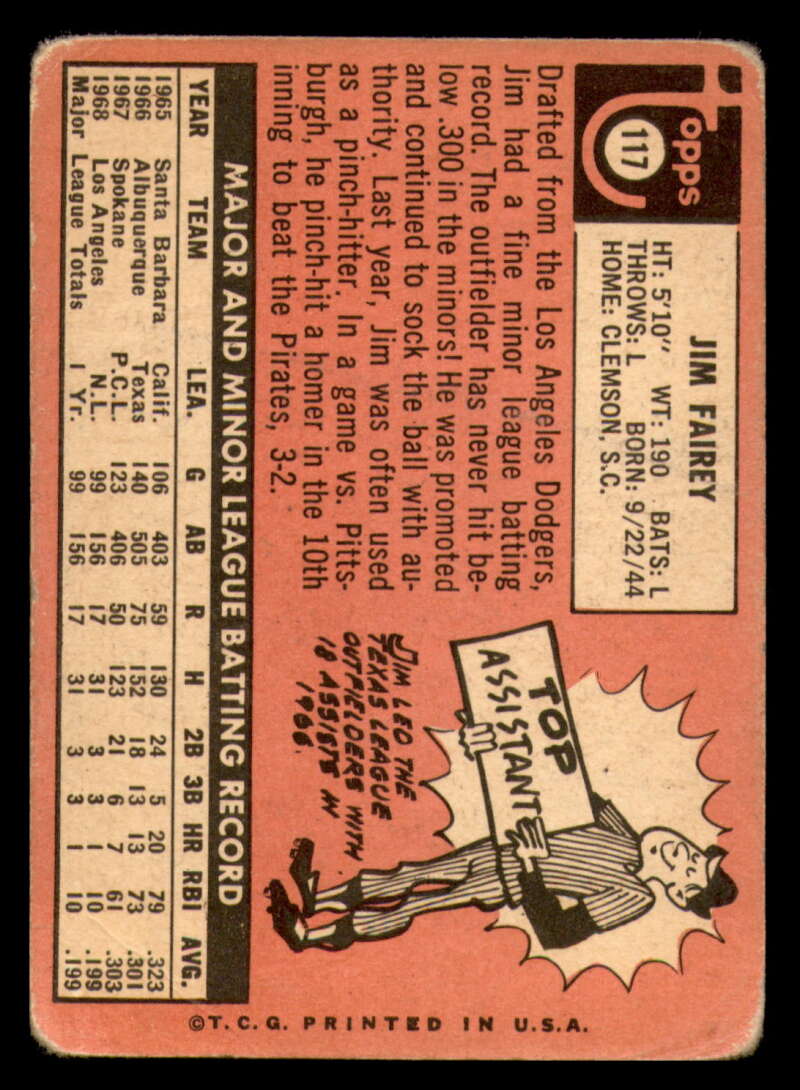 Topps
117
JIM FAIREY
HT: 5'10" WT: 190 BATS: L
THROWS: L BORN: 9/22/44
HOME: CLEMSON, S.C.
Drafted from the Los Angeles Dodgers,
Jim had a fine minor league batting
record. The outfielder has never hit be-
low .300 in the minors! He was promoted
and continued to sock the ball with au-
thority. Last year, Jim was often used
as a pinch-hitter. In a game vs. Pitts-
burgh, he pinch-hit a homer in the 10th
inning to beat the Pirates, 3-2.
TOP
ASSISTANT
JIM LED THE
TEXAS LEAGUE
OUTFIELDERS WITH
18 ASSISTS IN
1966.
MAJOR AND MINOR LEAGUE BATTING RECORD
YEAR TEAM LEA. G AB R H 2B 3B HR RBI AVG.
1965 Santa Barbara Calif. 106 403 59 130 24 5 20 79 .323
1966 Albuquerque Texas 140 505 75 152 18 13 13 73 .301
1967 Spokane P.C.L. 123 406 50 123 21 6 7 61 .303
1968 Los Angeles N.L. 99 156 17 31 3 3 1 10 .199
Major League Totals 1 Yr. 99 156 17 31 3 3 1 10 .199
©T.C.G. PRINTED IN U.S.A.